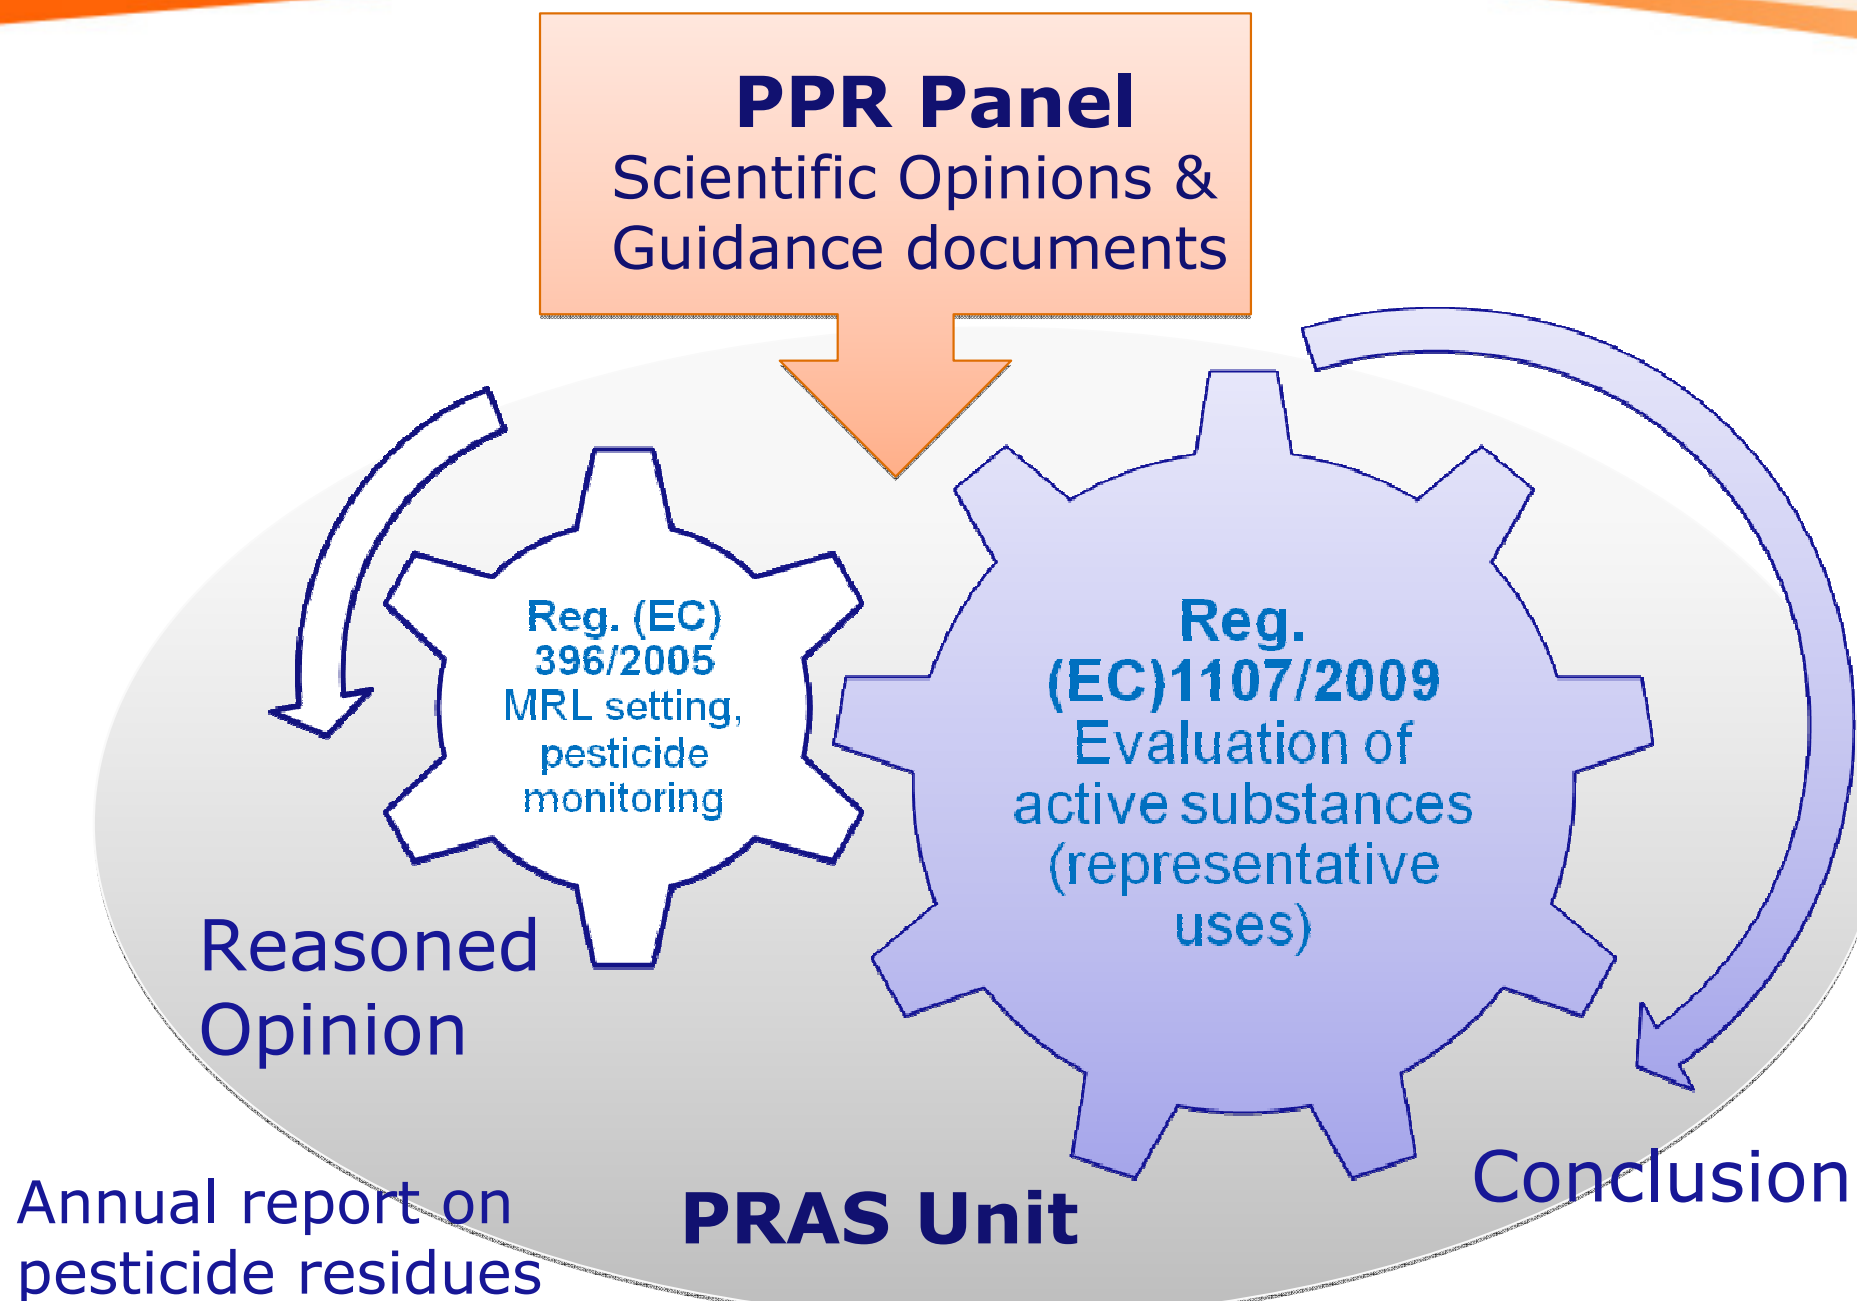 PPR Panel
Scientific Opinions &
Guidance documents
Reg. (EC)
396/2005
MRL setting,
pesticide
monitoring
Reg.
(EC)1107/2009
Evaluation of
active substances
(representative
uses)
Reasoned
Opinion
Conclusion
Annual report on
pesticide residues
PRAS Unit